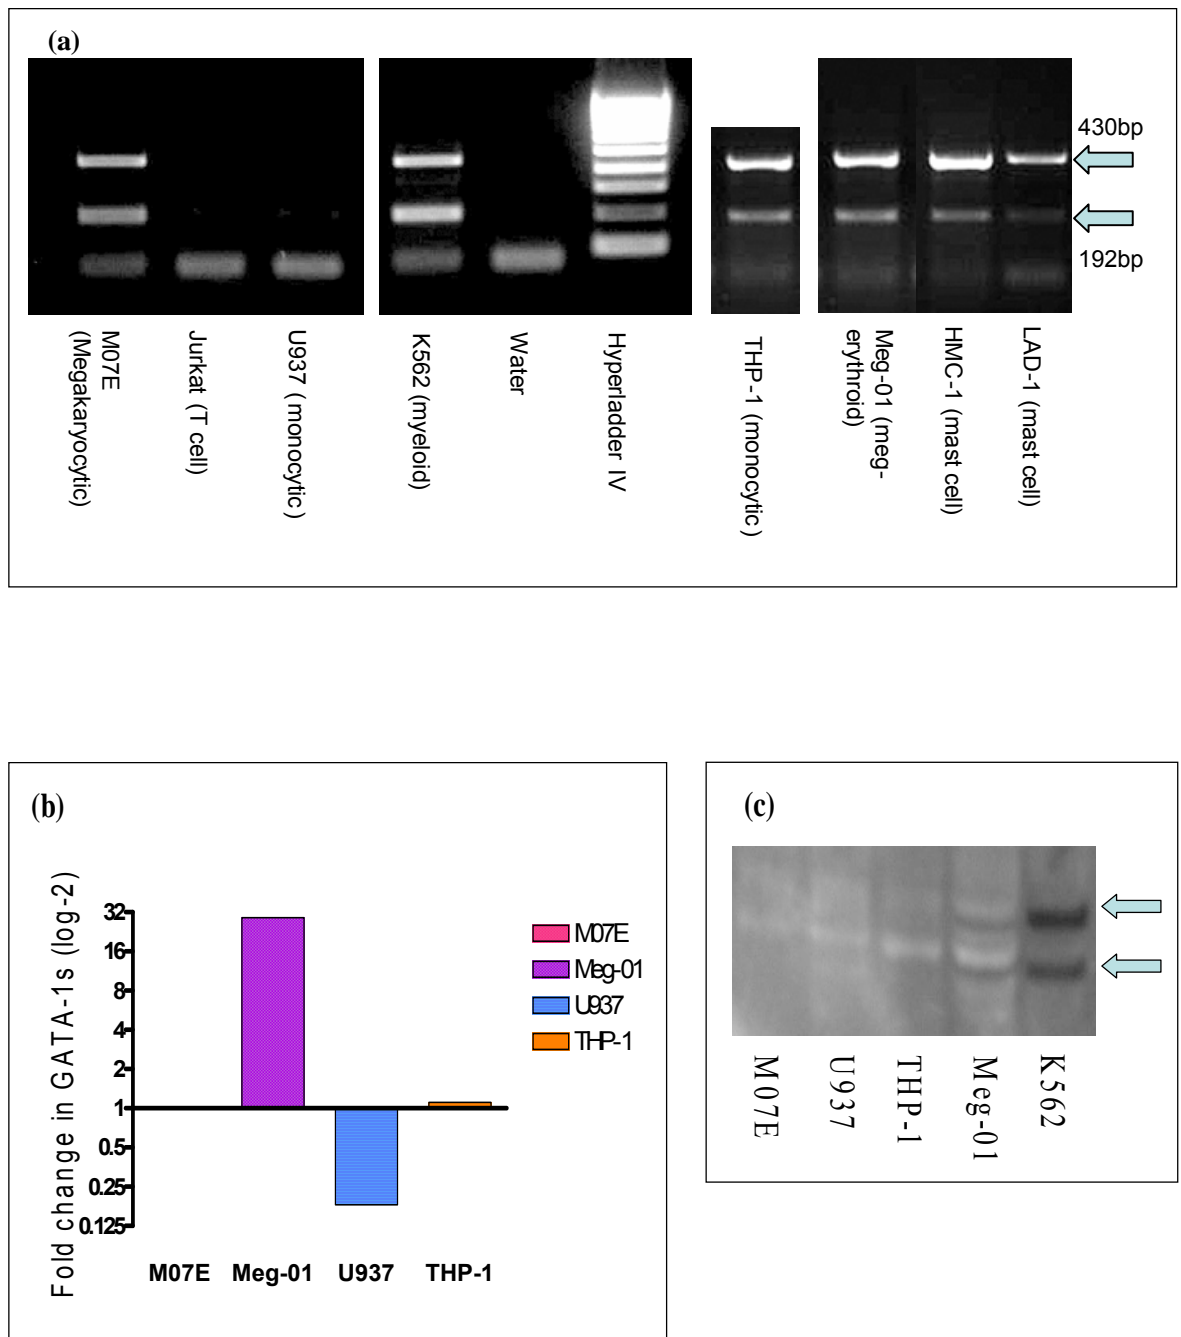 (a)
430bp
192bp
M07E
(Megakaryocytic)
Jurkat (T cell)
U937 (monocytic)
K562 (myeloid)
Water
Hyperladder IV
THP-1 (monocytic)
Meg-01 (meg-
erythroid)
HMC-1 (mast cell)
LAD-1 (mast cell)
(b)
Fold change in GATA-1s (log-2)
32
16
8
4
2
1
0.5
0.25
0.125
M07E Meg-01 U937 THP-1
M07E
Meg-01
U937
THP-1
(c)
M07E
U937
THP-1
Meg-01
K562